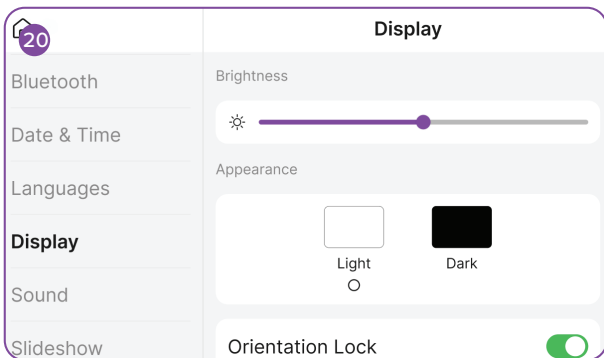 20
Display
Bluetooth
Date & Time
Languages
Display
Sound
Slideshow
Brightness
Appearance
Light
Dark
Orientation Lock